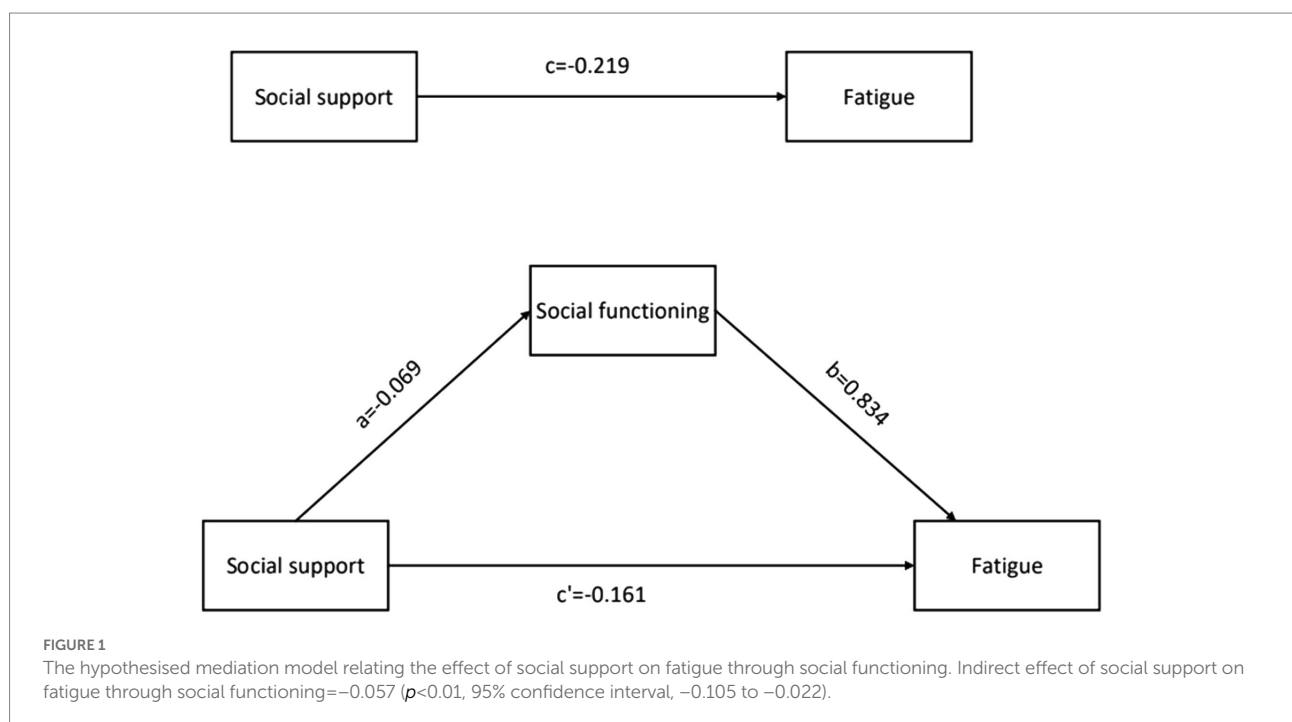 c=-0.219
Social support
Fatigue
Social functioning
a=-0.069
b=0.834
Social support
Fatigue
c'=-0.161
FIGURE 1
The hypothesised mediation model relating the effect of social support on fatigue through social functioning. Indirect effect of social support on
fatigue through social functioning=−0.057 (p<0.01, 95% confidence interval, −0.105 to −0.022).